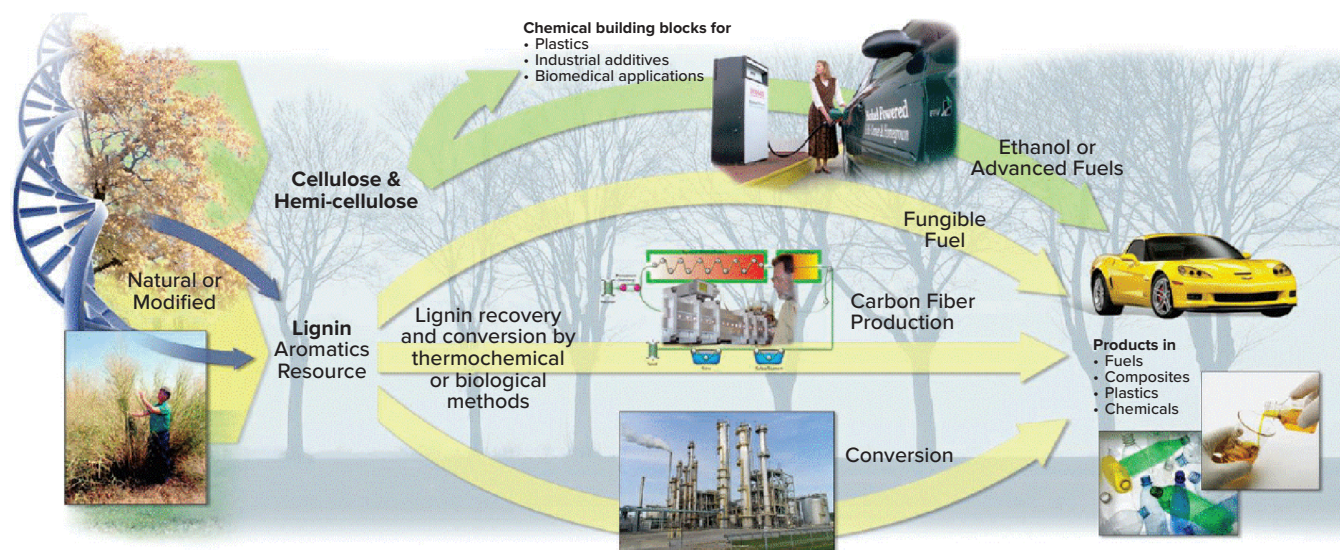 Chemical building blocks for
• Plastics
• Industrial additives
• Biomedical applications
Ethanol or
Advanced Fuels
Cellulose &
Hemi-cellulose
Fungible
Fuel
Natural or
Modified
Lignin
Aromatics
Resource
Lignin recovery
and conversion by
thermochemical
or biological
methods
Carbon Fiber
Production
Products in
• Fuels
• Composites
• Plastics
• Chemicals
Conversion